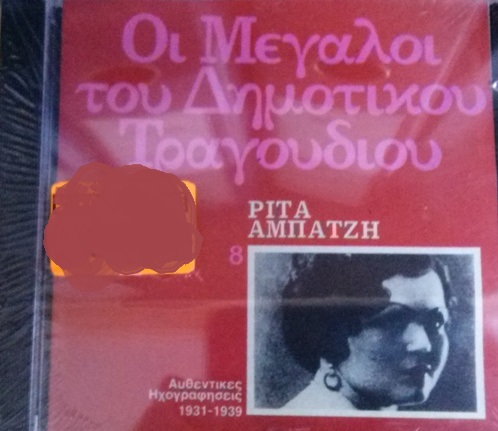 Οι Μεγαλοι
του Δημοτικου
Τραγουδιου
ΡΙΤΑ
ΑΜΠΑΤΖΗ
8
Αυθεντικες
Ηχογραφησεις
1931-1939